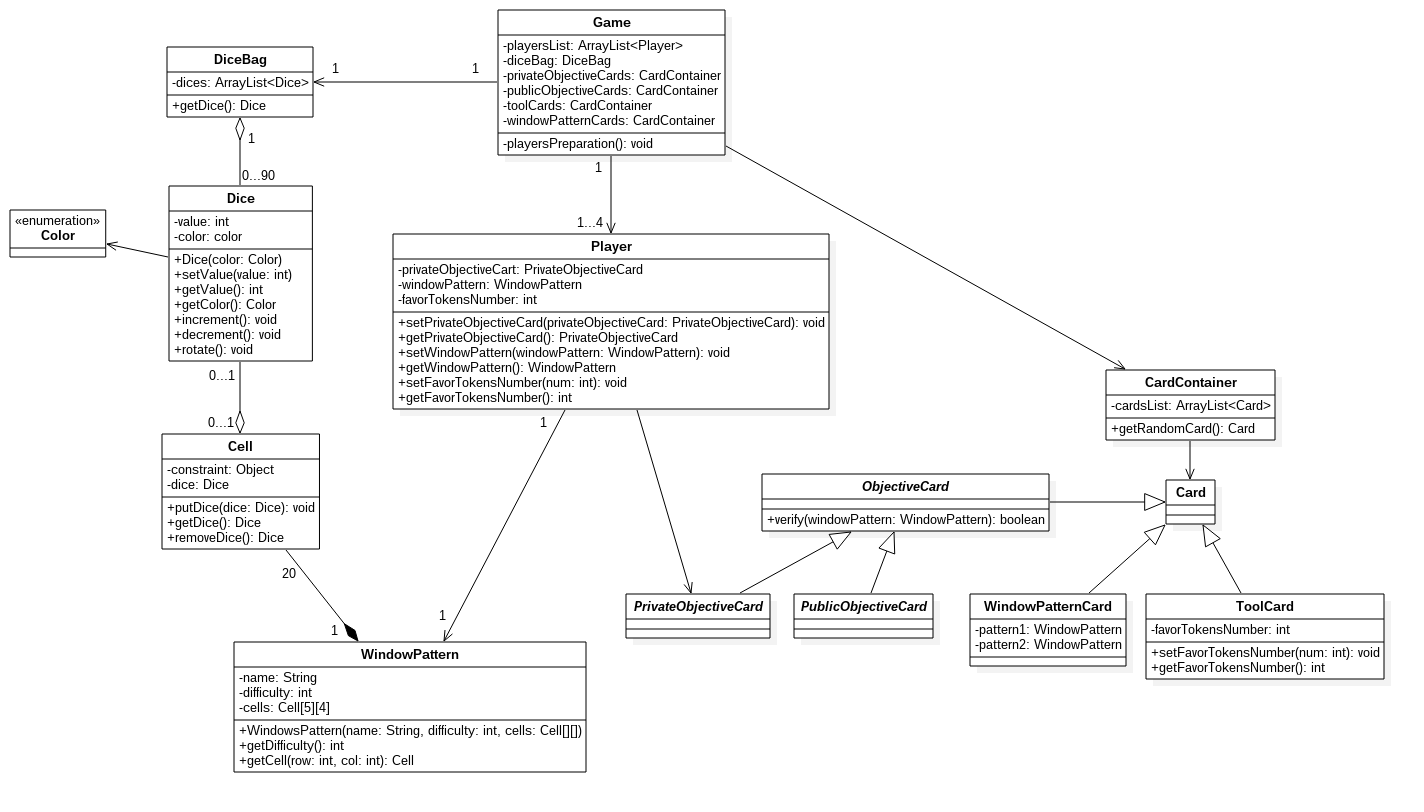 Game
-playersList: ArrayList<Player>
-diceBag: DiceBag
-privateObjectiveCards: CardContainer
-publicObjectiveCards: CardContainer
-toolCards: CardContainer
-windowPatternCards: CardContainer
-playersPreparation(): void
DiceBag
-dices: ArrayList<Dice>
+getDice(): Dice
1
1
1
0...90
Dice
-value: int
-color: color
+Dice(color: Color)
+setValue(value: int)
+getValue(): int
+getColor(): Color
+increment(): void
+decrement(): void
+rotate(): void
«enumeration»
Color
1
1...4
Player
-privateObjectiveCart: PrivateObjectiveCard
-windowPattern: WindowPattern
-favorTokensNumber: int
+setPrivateObjectiveCard(privateObjectiveCard: PrivateObjectiveCard): void
+getPrivateObjectiveCard(): PrivateObjectiveCard
+setWindowPattern(windowPattern: WindowPattern): void
+getWindowPattern(): WindowPattern
+setFavorTokensNumber(num: int): void
+getFavorTokensNumber(): int
0...1
0...1
Cell
-constraint: Object
-dice: Dice
+putDice(dice: Dice): void
+getDice(): Dice
+removeDice(): Dice
20
1
1
1
WindowPattern
-name: String
-difficulty: int
-cells: Cell[5][4]
+WindowsPattern(name: String, difficulty: int, cells: Cell[][])
+getDifficulty(): int
+getCell(row: int, col: int): Cell
CardContainer
-cardsList: ArrayList<Card>
+getRandomCard(): Card
ObjectiveCard
+verify(windowPattern: WindowPattern): boolean
Card
PrivateObjectiveCard
PublicObjectiveCard
WindowPatternCard
-pattern1: WindowPattern
-pattern2: WindowPattern
ToolCard
-favorTokensNumber: int
+setFavorTokensNumber(num: int): void
+getFavorTokensNumber(): int